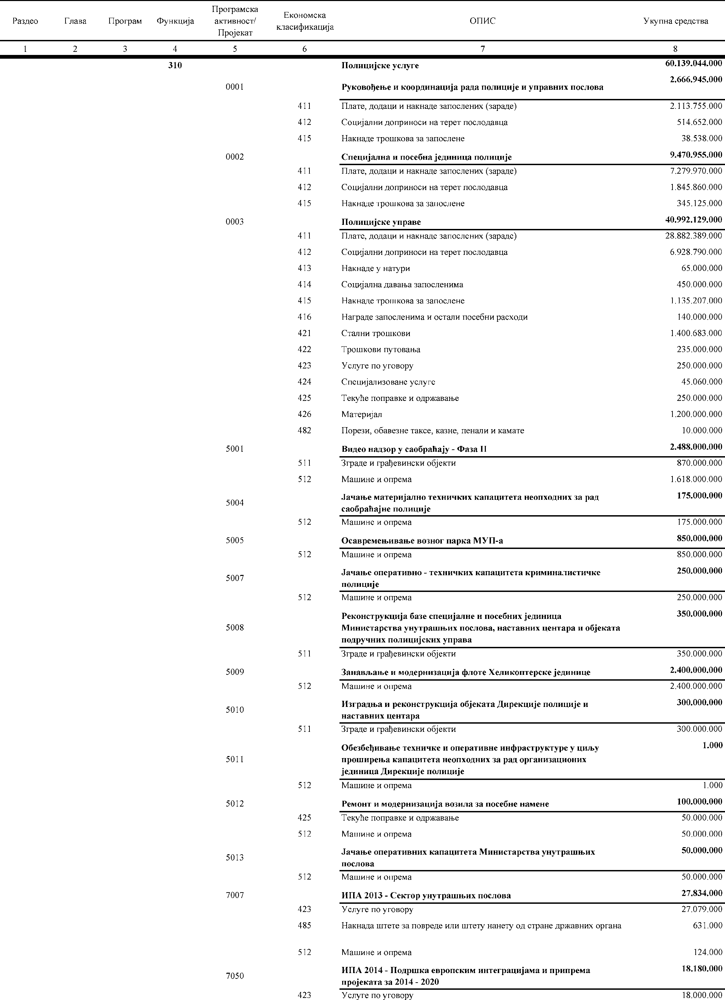 Раздео Глава Програм Функција Програмска активност/ Пројекат Економска класификација ОПИС Укупна средства
1 2 3 4 5 6 7 8
310 Полицијске услуге 60.139.044.000
0001 Руковођење и координација рада полиције и управних послова 2.666.945.000
411 Плате, додаци и накнаде запослених (зараде) 2.113.755.000
412 Социјални доприноси на терет послодавца 514.652.000
415 Накнаде трошкова за запослене 38.538.000
0002 Специјална и посебна јединица полиције 9.470.955.000
411 Плате, додаци и накнаде запослених (зараде) 7.279.970.000
412 Социјални доприноси на терет послодавца 1.845.860.000
415 Накнаде трошкова за запослене 345.125.000
0003 Полицијске управе 40.992.129.000
411 Плате, додаци и накнаде запослених (зараде) 28.882.389.000
412 Социјални доприноси на терет послодавца 6.928.790.000
413 Накнаде у натури 65.000.000
414 Социјална давања запосленима 450.000.000
415 Накнаде трошкова за запослене 1.135.207.000
416 Награде запосленима и остали посебни расходи 140.000.000
421 Стални трошкови 1.400.683.000
422 Трошкови путовања 235.000.000
423 Услуге по уговору 250.000.000
424 Специјализоване услуге 45.060.000
425 Текуће поправке и одржавање 250.000.000
426 Материјал 1.200.000.000
482 Порези, обавезне таксе, казне, пенали и камате 10.000.000
5001 Видео надзор у саобраћају - Фаза II 2.488.000.000
511 Зграде и грађевински објекти 870.000.000
512 Машине и опрема 1.618.000.000
5004 Јачање материјално техничких капацитета неопходних за рад 175.000.000
саобраћајне полиције
512 Машине и опрема 175.000.000
5005 Осавремењивање возног парка МУП-а 850.000.000
512 Машине и опрема 850.000.000
5007 Јачање оперативно - техничких капацитета криминалистичке 250.000.000
полиције
512 Машине и опрема 250.000.000
Реконструкција базе специјалне и посебних јединица 350.000.000
5008 Министарства унутрашњих послова, наставних центара и објеката
подручних полицијских управа
511 Зграде и грађевински објекти 350.000.000
5009 Занављање и модернизација флоте Хеликоптерске јединице 2.400.000.000
512 Машине и опрема 2.400.000.000
5010 Изградња и реконструкција објеката Дирекције полиције и 300.000.000
наставних центара
511 Зграде и грађевински објекти 300.000.000
Обезбеђивање техничке и оперативне инфраструктуре у циљу 1.000
5011 проширења капацитета неопходних за рад организационих
јединица Дирекције полиције
512 Машине и опрема 1.000
5012 Ремонт и модернизација возила за посебне намене 100.000.000
425 Текуће поправке и одржавање 50.000.000
512 Машине и опрема 50.000.000
5013 Јачање оперативних капацитета Министарства унутрашњих 50.000.000
послова
512 Машине и опрема 50.000.000
7007 ИПА 2013 - Сектор унутрашњих послова 27.834.000
423 Услуге по уговору 27.079.000
485 Накнада штете за повреде или штету нанету од стране државних органа 631.000
512 Машине и опрема 124.000
7050 ИПА 2014 - Подршка европским интеграцијама и припрема 18.180.000
пројеката за 2014 - 2020
423 Услуге по уговору 18.000.000